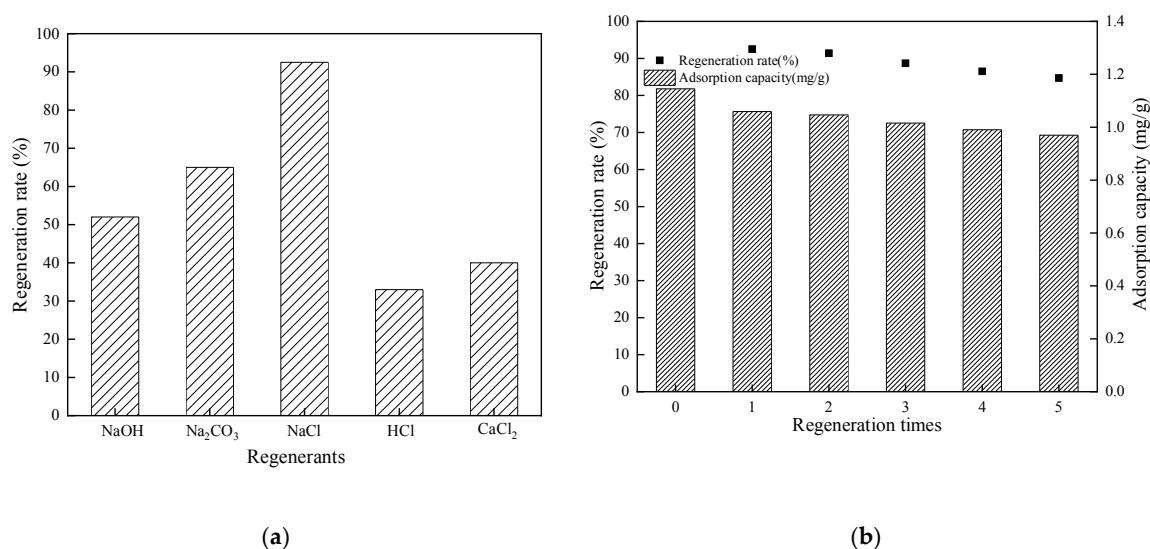 100
90
80
70
60
50
40
30
20
10
0
Regeneration rate (%)
NaOH Na₂CO₃ NaCl HCl CaCl₂
Regenerants
(a)
100
90
80
70
60
50
40
30
20
10
0
Regeneration rate (%)
Regeneration rate(%)
Adsorption capacity(mg/g)
1.4
1.2
1.0
0.8
0.6
0.4
0.2
0.0
Adsorption capacity (mg/g)
0 1 2 3 4 5
Regeneration times
(b)